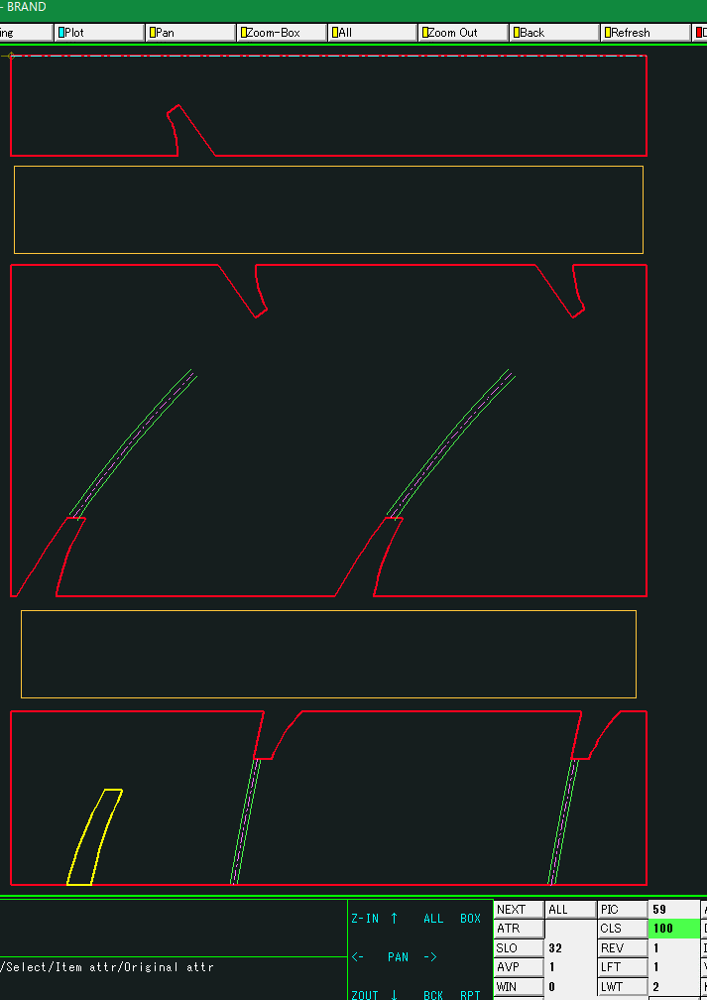 - BRAND
ing Plot Pan Zoom-Box All Zoom Out Back Refresh
Z-IN ↑ ALL BOX
<- PAN ->
ZOUT ↓ BCK RPT
/Select/Item attr/Original attr
NEXT ALL PIC 59
ATR CLS 100
SLO 32 REV 1
AVP 1 LFT 1
WIN 0 LWT 2